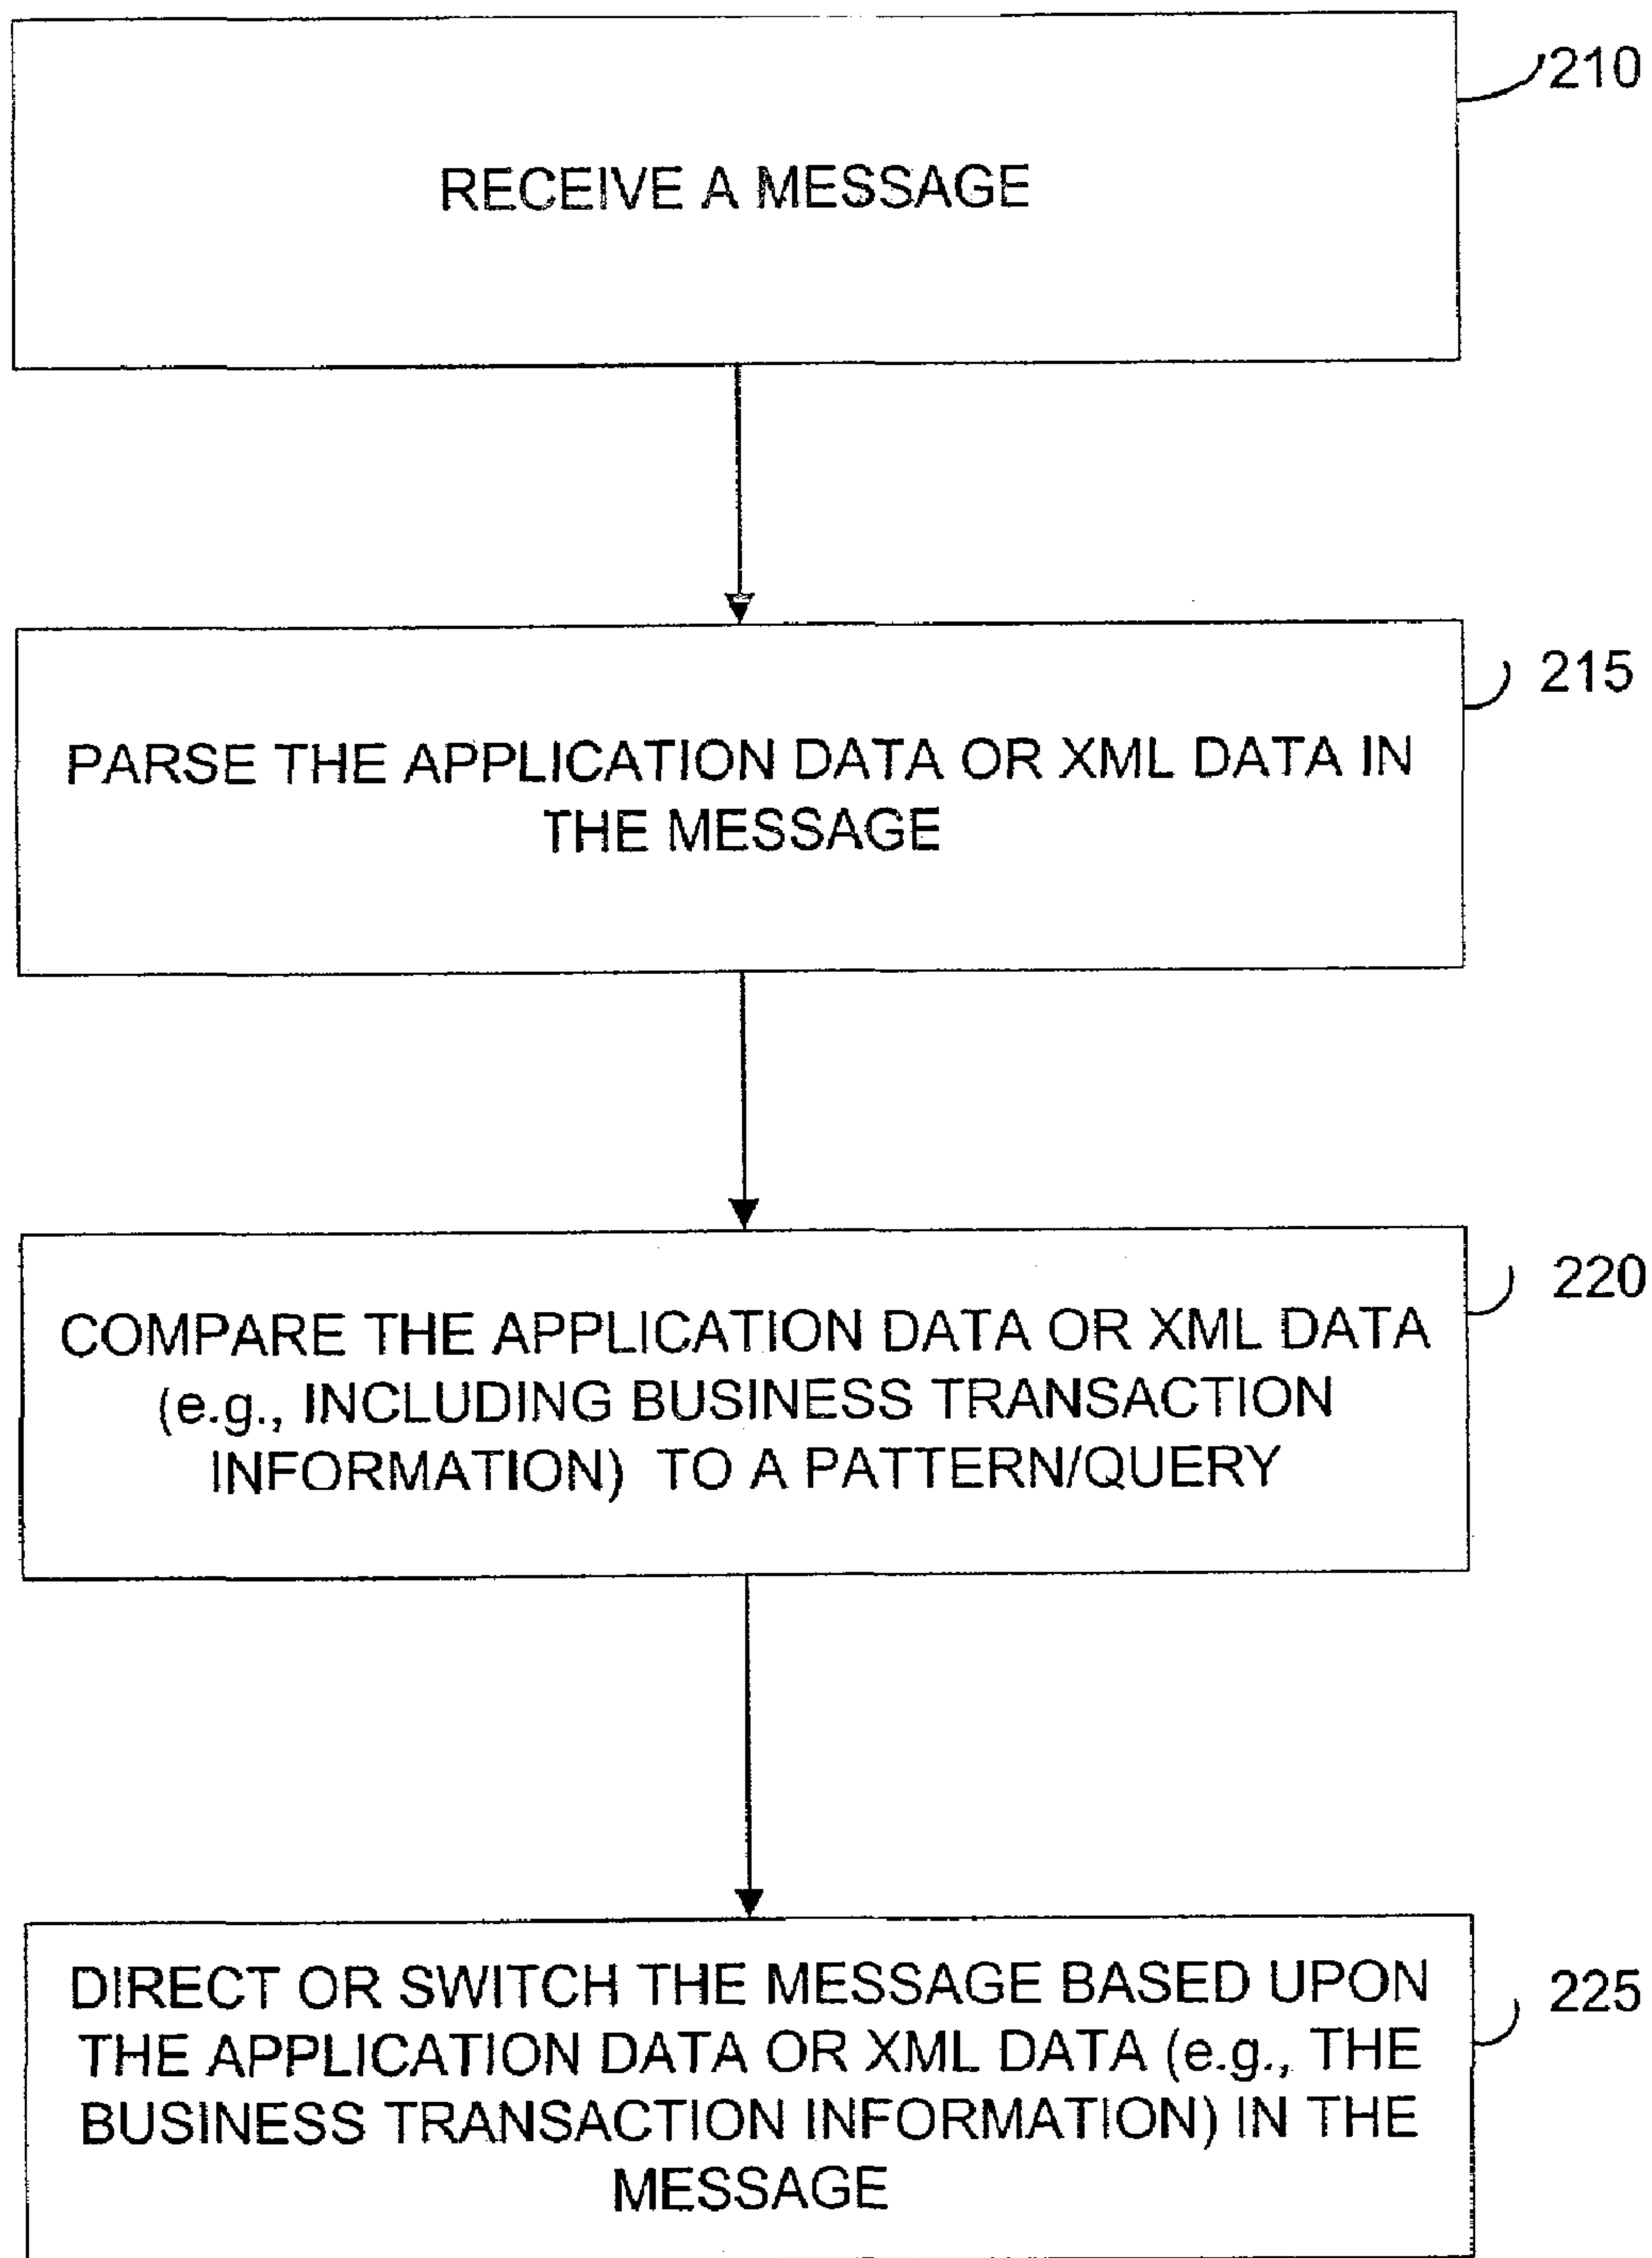 210
RECEIVE A MESSAGE
215
PARSE THE APPLICATION DATA OR XML DATA IN
THE MESSAGE
220
COMPARE THE APPLICATION DATA OR XML DATA
(e.g., INCLUDING BUSINESS TRANSACTION
INFORMATION) TO A PATTERN/QUERY
225
DIRECT OR SWITCH THE MESSAGE BASED UPON
THE APPLICATION DATA OR XML DATA (e.g., THE
BUSINESS TRANSACTION INFORMATION) IN THE
MESSAGE